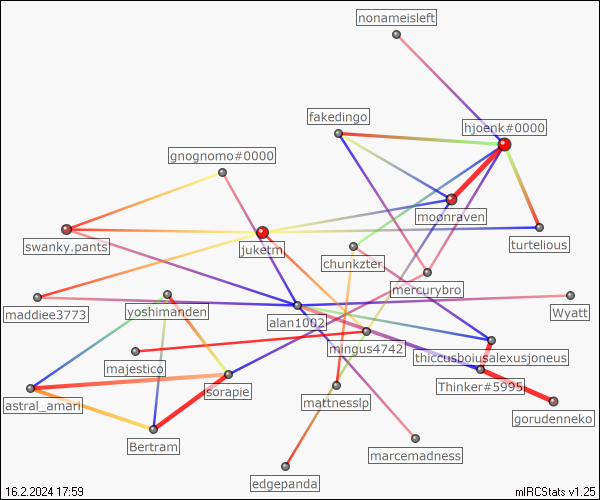 nonameisleft
fakedingo
hjoenk#0000
gnognomo#0000
moonraven
swanky.pants
juketm
turtelious
chunkzter
mercurybro
maddiee3773
yoshimanden
alan1002
Wyatt
mingus4742
thiccusboiusalexusjoneus
majestico
Thinker#5995
astral_amari
sorapie
mattnesslp
gorudenneko
Bertram
marcemadness
edgepanda
16.2.2024 17:59
mIRCStats v1.25